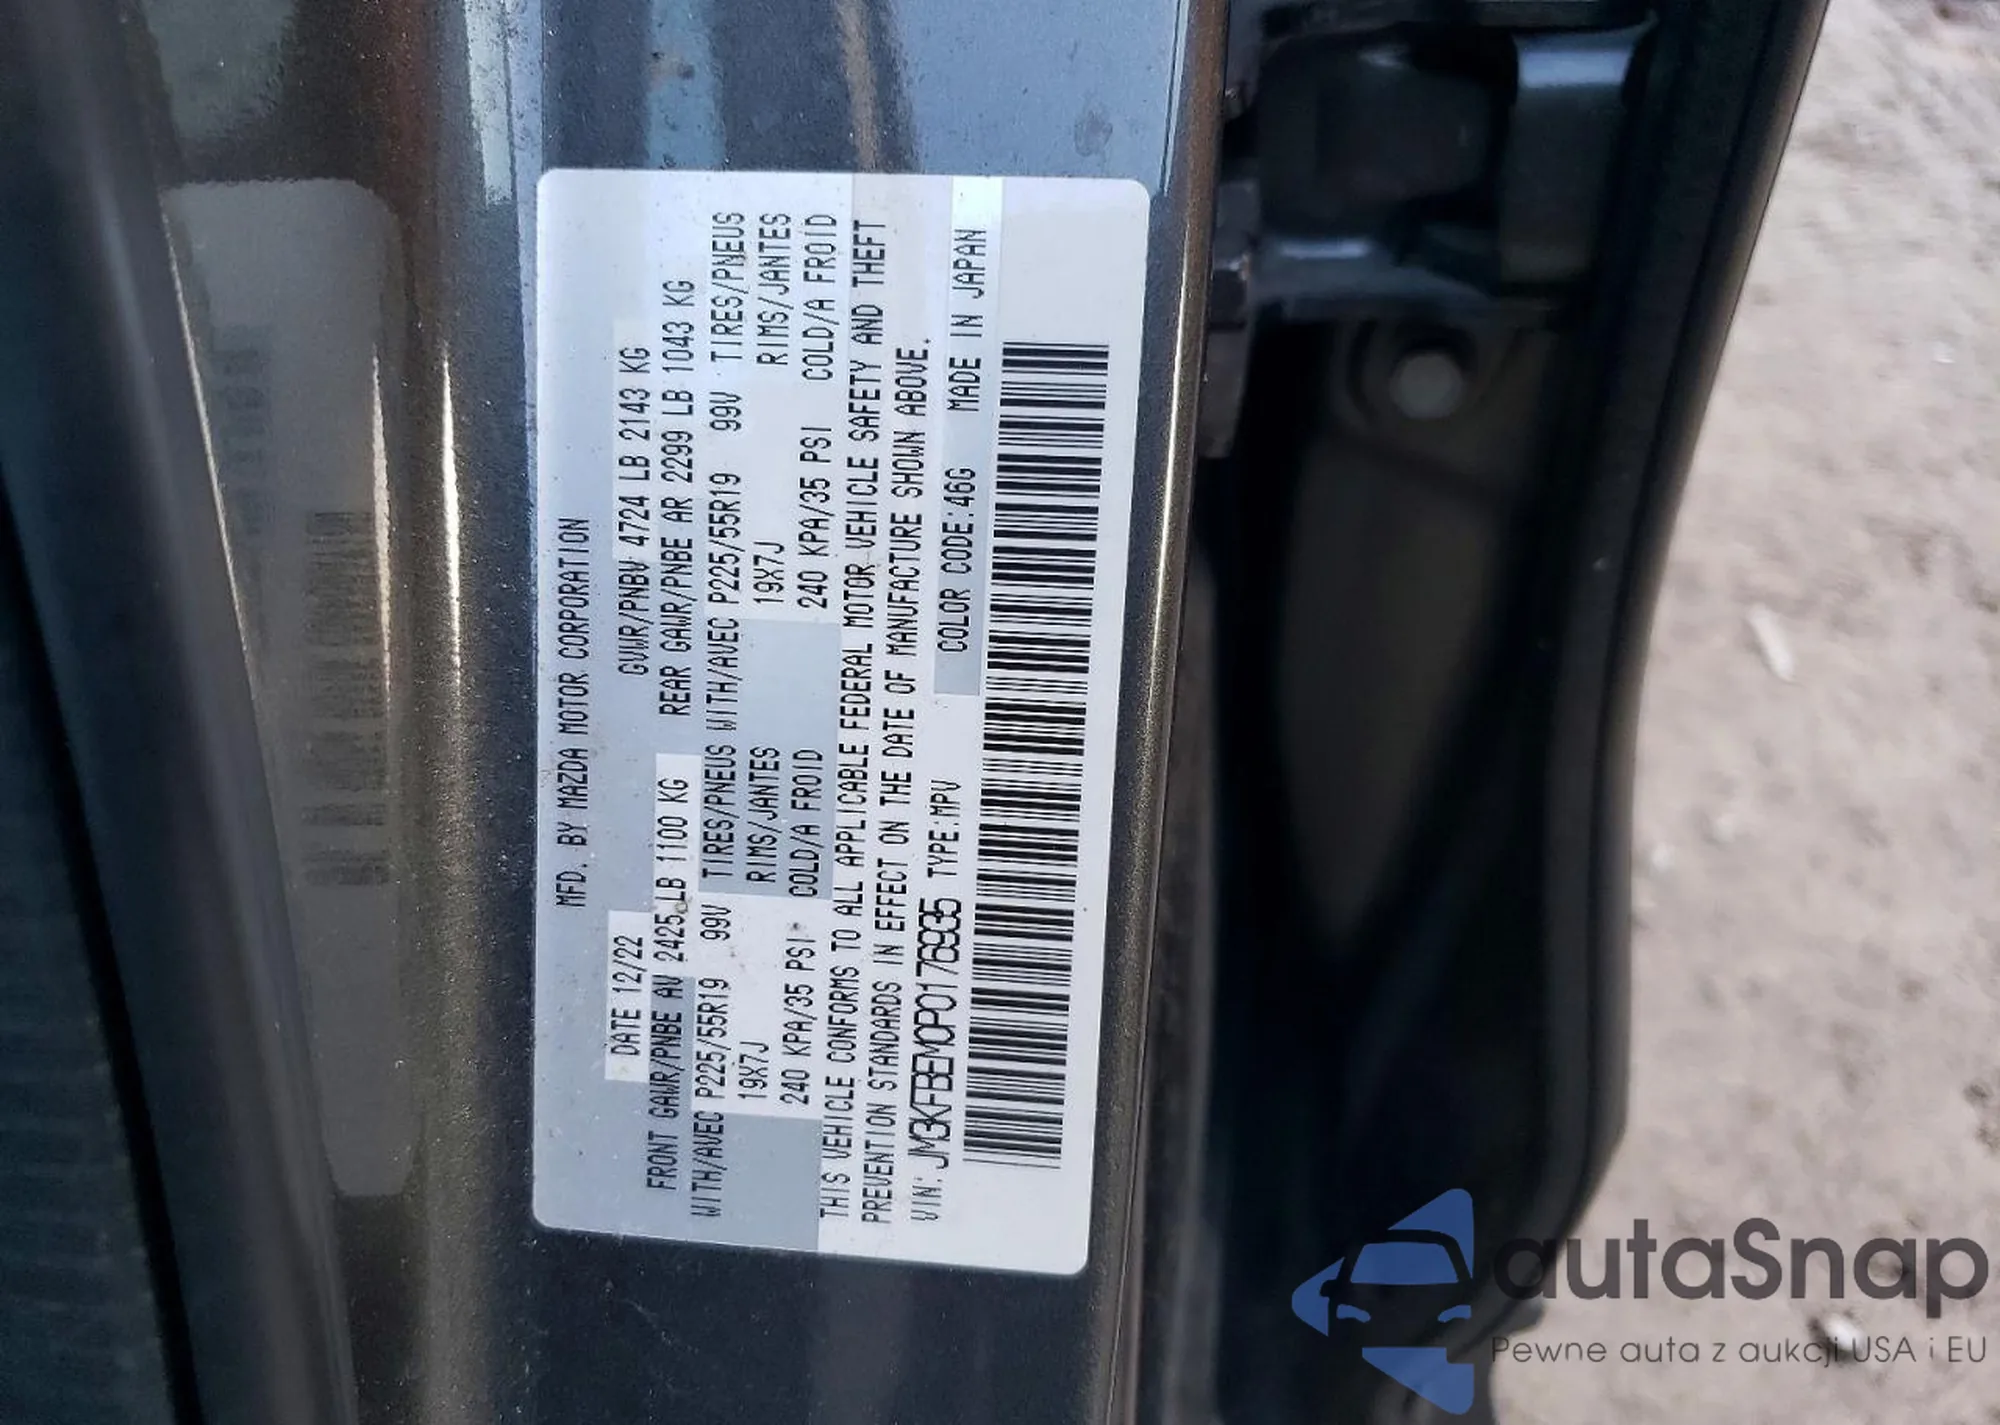 MFD. BY MAZDA MOTOR CORPORATION
DATE 12/22 GVWR/PNBV 4724 LB 2143 KG
FRONT GAWR/PNBE AV 2425 LB 1100 KG REAR GAWR/PNBE AR 2299 LB 1043 KG
WITH/AVEC P225/55R19 99V TIRES/PNEUS WITH/AVEC P225/55R19 99V TIRES/PNEUS
19X7J RIMS/JANTES 19X7J RIMS/JANTES
240 KPA/35 PSI COLD/A FROID 240 KPA/35 PSI COLD/A FROID
THIS VEHICLE CONFORMS TO ALL APPLICABLE FEDERAL MOTOR VEHICLE SAFETY AND THEFT
PREVENTION STANDARDS IN EFFECT ON THE DATE OF MANUFACTURE SHOWN ABOVE.
VIN: JM3KFBEM0P0176935 TYPE:MPV COLOR CODE:46G MADE IN JAPAN
autaSnap
Pewne auta z aukcji USA i EU